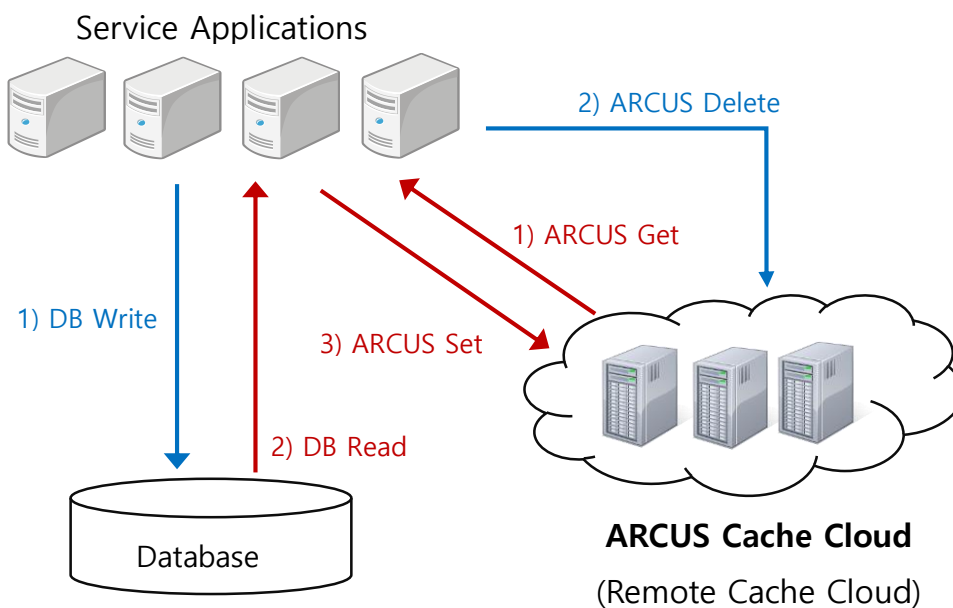 Service Applications
2) ARCUS Delete
1) ARCUS Get
1) DB Write
3) ARCUS Set
2) DB Read
Database
ARCUS Cache Cloud
(Remote Cache Cloud)